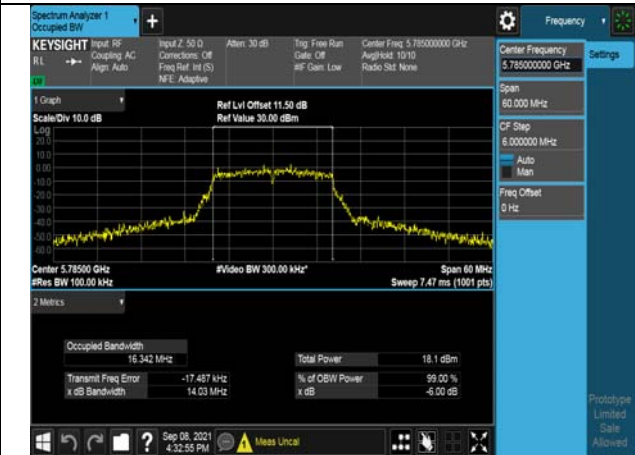 Spectrum Analyzer 1
Occupied BW
Frequency
KEYSIGHT
Input: RF
Input Z: 50 Ω
Atten: 30 dB
Trig: Free Run
Center Freq: 5.785000000 GHz
RL
Coupling: AC
Corrections: Off
Gate: Off
Avg|Hold: 10/10
Align: Auto
Freq Ref: Int (S)
#IF Gain: Low
Radio Std: None
NFE: Adaptive
Center Frequency
5.785000000 GHz
Settings
Span
60.000 MHz
CF Step
6.000000 MHz
Auto
Man
Freq Offset
0 Hz
1 Graph
Ref Lvl Offset 11.50 dB
Scale/Div 10.0 dB
Ref Value 30.00 dBm
Log
20.0
10.0
0.00
-10.0
-20.0
-30.0
-40.0
-50.0
-60.0
Center 5.78500 GHz
#Video BW 300.00 kHz*
Span 60 MHz
#Res BW 100.00 kHz
Sweep 7.47 ms (1001 pts)
2 Metrics
Occupied Bandwidth
16.342 MHz
Total Power
18.1 dBm
Transmit Freq Error
-17.487 kHz
% of OBW Power
99.00 %
x dB Bandwidth
14.03 MHz
x dB
-6.00 dB
Prototype
Limited
Sale
Allowed
Sep 08, 2021
4:32:55 PM
Meas Uncal